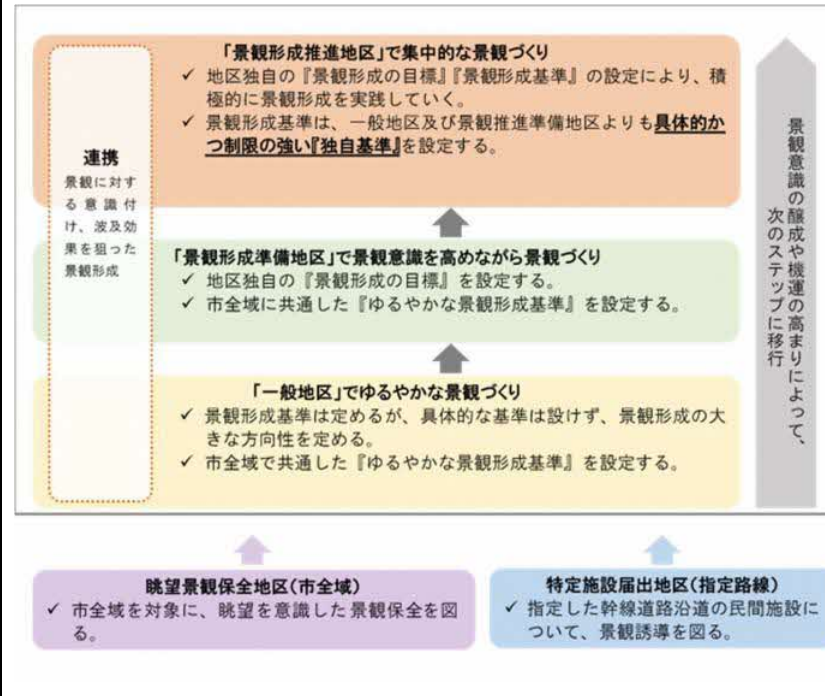 「景観形成推進地区」で集中的な景観づくり
✓ 地区独自の『景観形成の目標』『景観形成基準』の設定により、積
極的に景観形成を実践していく。
✓ 景観形成基準は、一般地区及び景観推進準備地区よりも具体的か
つ制限の強い『独自基準』を設定する。
連携
景観に対す
る意識付
け、波及効
果を狙った
景観形成
「景観形成準備地区」で景観意識を高めながら景観づくり
✓ 地区独自の『景観形成の目標』を設定する。
✓ 市全域に共通した『ゆるやかな景観形成基準』を設定する。
「一般地区」でゆるやかな景観づくり
✓ 景観形成基準は定めるが、具体的な基準は設けず、景観形成の大
きな方向性を定める。
✓ 市全域で共通した『ゆるやかな景観形成基準』を設定する。
景観意識の醸成や機運の高まりによって、
次のステップに移行
眺望景観保全地区(市全域)
✓ 市全域を対象に、眺望を意識した景観保全を図
る。
特定施設届出地区(指定路線)
✓ 指定した幹線道路沿道の民間施設に
ついて、景観誘導を図る。